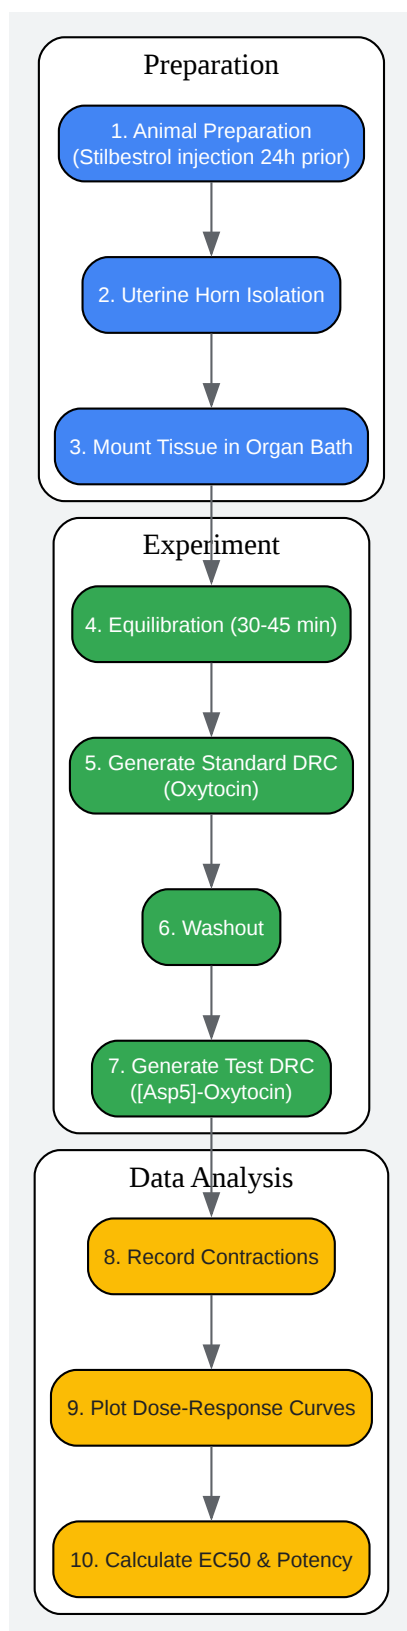 Preparation
1. Animal Preparation
(Stilbestrol injection 24h prior)
2. Uterine Horn Isolation
3. Mount Tissue in Organ Bath
Experiment
4. Equilibration (30-45 min)
5. Generate Standard DRC
(Oxytocin)
6. Washout
7. Generate Test DRC
([Asp5]-Oxytocin)
Data Analysis
8. Record Contractions
9. Plot Dose-Response Curves
10. Calculate EC50 & Potency